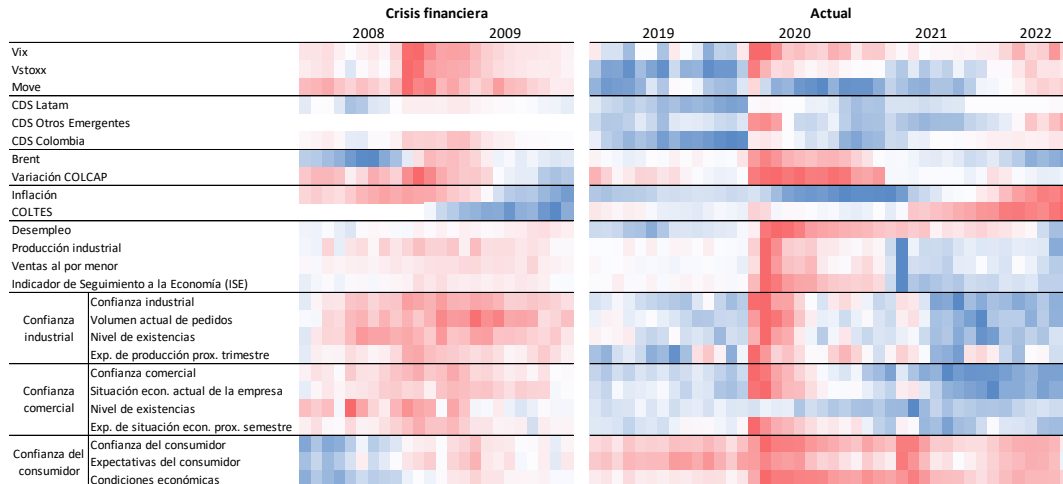 Crisis financiera Actual
2008 2009 2019 2020 2021 2022
Vix
Vstoxx
Move
CDS Latam
CDS Otros Emergentes
CDS Colombia
Brent
Variación COLCAP
Inflación
COLTES
Desempleo
Producción industrial
Ventas al por menor
Indicador de Seguimiento a la Economía (ISE)
Confianza industrial
Confianza industrial
Volumen actual de pedidos
Nivel de existencias
Exp. de producción prox. trimestre
Confianza comercial
Confianza comercial
Situación econ. actual de la empresa
Nivel de existencias
Exp. de situación econ. prox. semestre
Confianza del consumidor
Confianza del consumidor
Expectativas del consumidor
Condiciones económicas